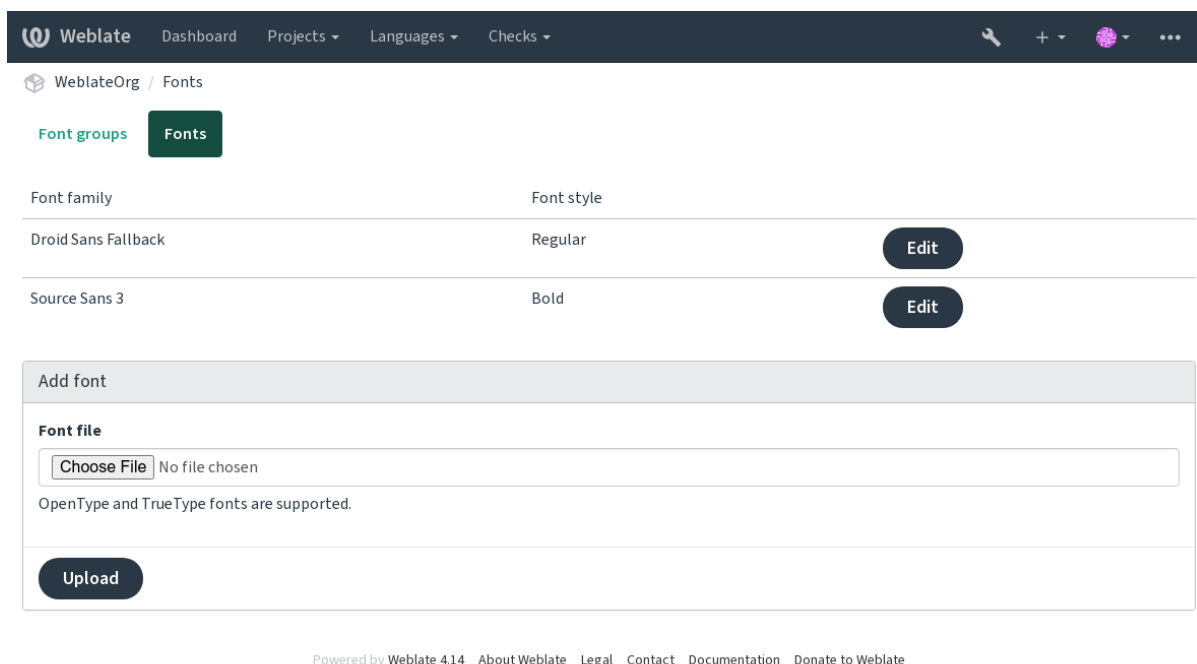 Weblate Dashboard Projects Languages Checks
WeblateOrg / Fonts
Font groups Fonts
Font family Font style
Droid Sans Fallback Regular Edit
Source Sans 3 Bold Edit
Add font
Font file
Choose File No file chosen
OpenType and TrueType fonts are supported.
Upload
Powered by Weblate 4.14 About Weblate Legal Contact Documentation Donate to Weblate